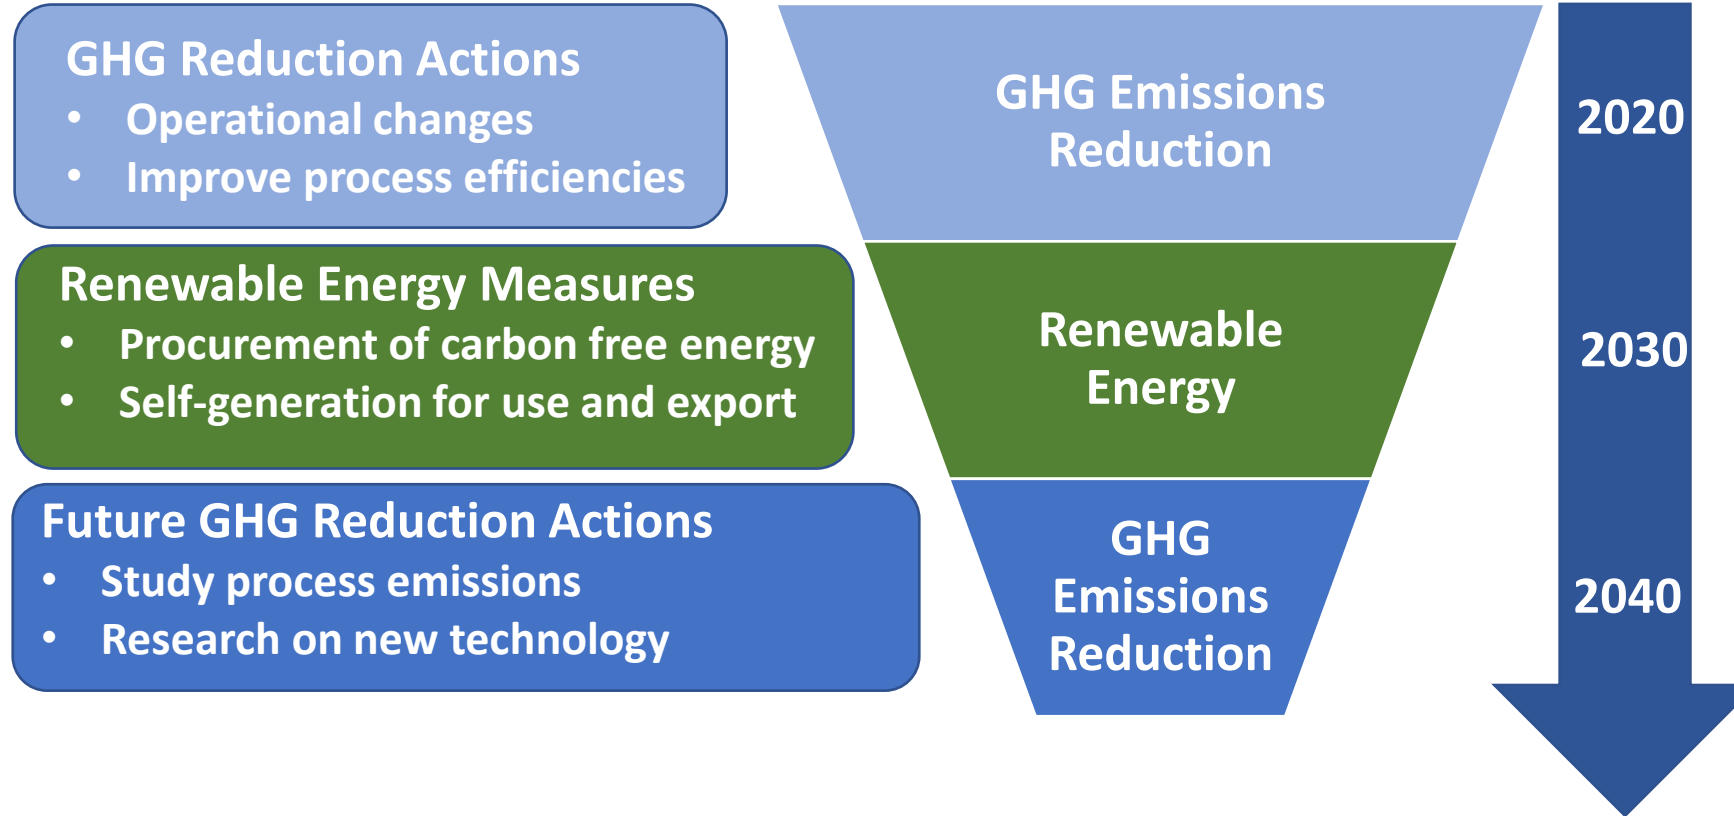 GHG Reduction Actions
• Operational changes
• Improve process efficiencies
Renewable Energy Measures
• Procurement of carbon free energy
• Self-generation for use and export
Future GHG Reduction Actions
• Study process emissions
• Research on new technology
GHG Emissions
Reduction
Renewable
Energy
GHG
Emissions
Reduction
2020
2030
2040